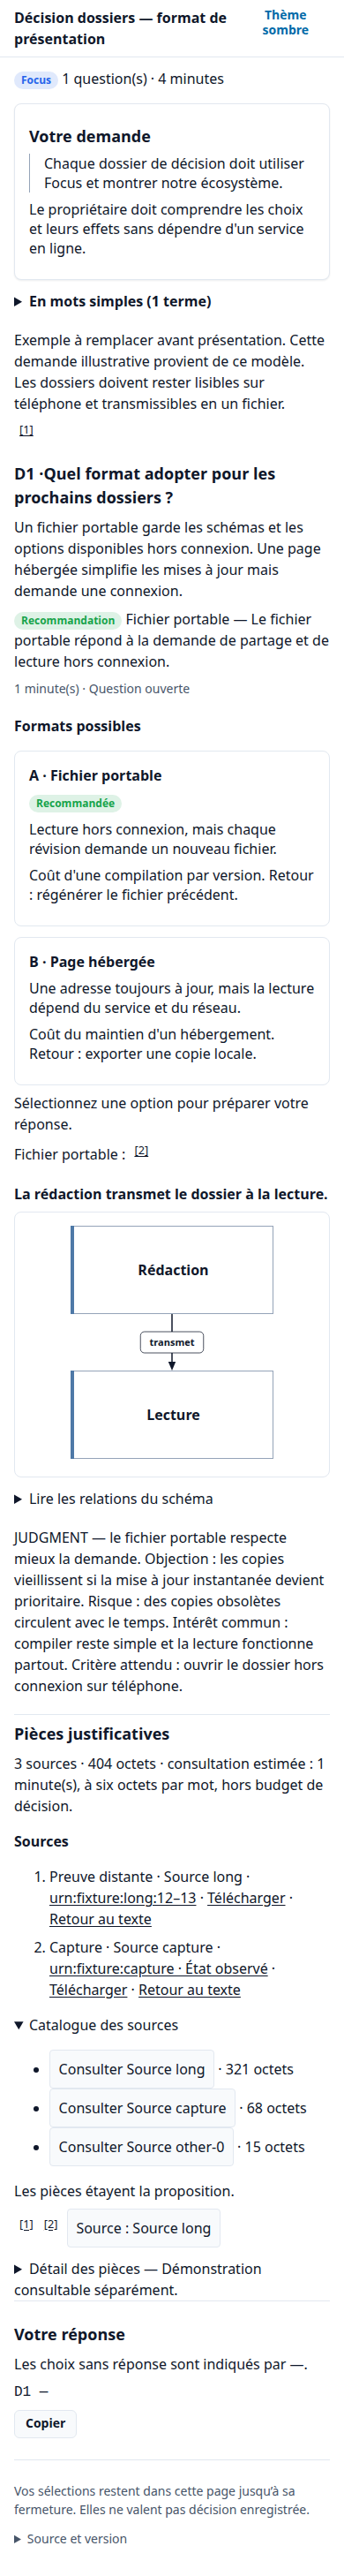 Décision dossiers — format de
présentation
Thème
sombre
Focus 1 question(s) · 4 minutes
Votre demande
Chaque dossier de décision doit utiliser
Focus et montrer notre écosystème.
Le propriétaire doit comprendre les choix
et leurs effets sans dépendre d'un service
en ligne.
▶ En mots simples (1 terme)
Exemple à remplacer avant présentation. Cette
demande illustrative provient de ce modèle.
Les dossiers doivent rester lisibles sur
téléphone et transmissibles en un fichier.
[1]
D1 ·Quel format adopter pour les
prochains dossiers ?
Un fichier portable garde les schémas et les
options disponibles hors connexion. Une page
hébergée simplifie les mises à jour mais
demande une connexion.
Recommandation Fichier portable — Le fichier
portable répond à la demande de partage et de
lecture hors connexion.
1 minute(s) · Question ouverte
Formats possibles
A · Fichier portable
Recommandée
Lecture hors connexion, mais chaque
révision demande un nouveau fichier.
Coût d'une compilation par version. Retour
: régénérer le fichier précédent.
B · Page hébergée
Une adresse toujours à jour, mais la lecture
dépend du service et du réseau.
Coût du maintien d'un hébergement.
Retour : exporter une copie locale.
Sélectionnez une option pour préparer votre
réponse.
Fichier portable : [2]
La rédaction transmet le dossier à la lecture.
Rédaction
transmet
Lecture
▶ Lire les relations du schéma
JUDGMENT — le fichier portable respecte
mieux la demande. Objection : les copies
vieillissent si la mise à jour instantanée devient
prioritaire. Risque : des copies obsolètes
circulent avec le temps. Intérêt commun :
compiler reste simple et la lecture fonctionne
partout. Critère attendu : ouvrir le dossier hors
connexion sur téléphone.
Pièces justificatives
3 sources · 404 octets · consultation estimée : 1
minute(s), à six octets par mot, hors budget de
décision.
Sources
1. Preuve distante · Source long ·
urn:fixture:long:12–13 · Télécharger ·
Retour au texte
2. Capture · Source capture ·
urn:fixture:capture · État observé ·
Télécharger · Retour au texte
▼ Catalogue des sources
• Consulter Source long · 321 octets
• Consulter Source capture · 68 octets
• Consulter Source other-0 · 15 octets
Les pièces étayent la proposition.
[1] [2] Source : Source long
▶ Détail des pièces — Démonstration
consultable séparément.
Votre réponse
Les choix sans réponse sont indiqués par —.
D1 —
Copier
Vos sélections restent dans cette page jusqu’à sa
fermeture. Elles ne valent pas décision enregistrée.
▶ Source et version